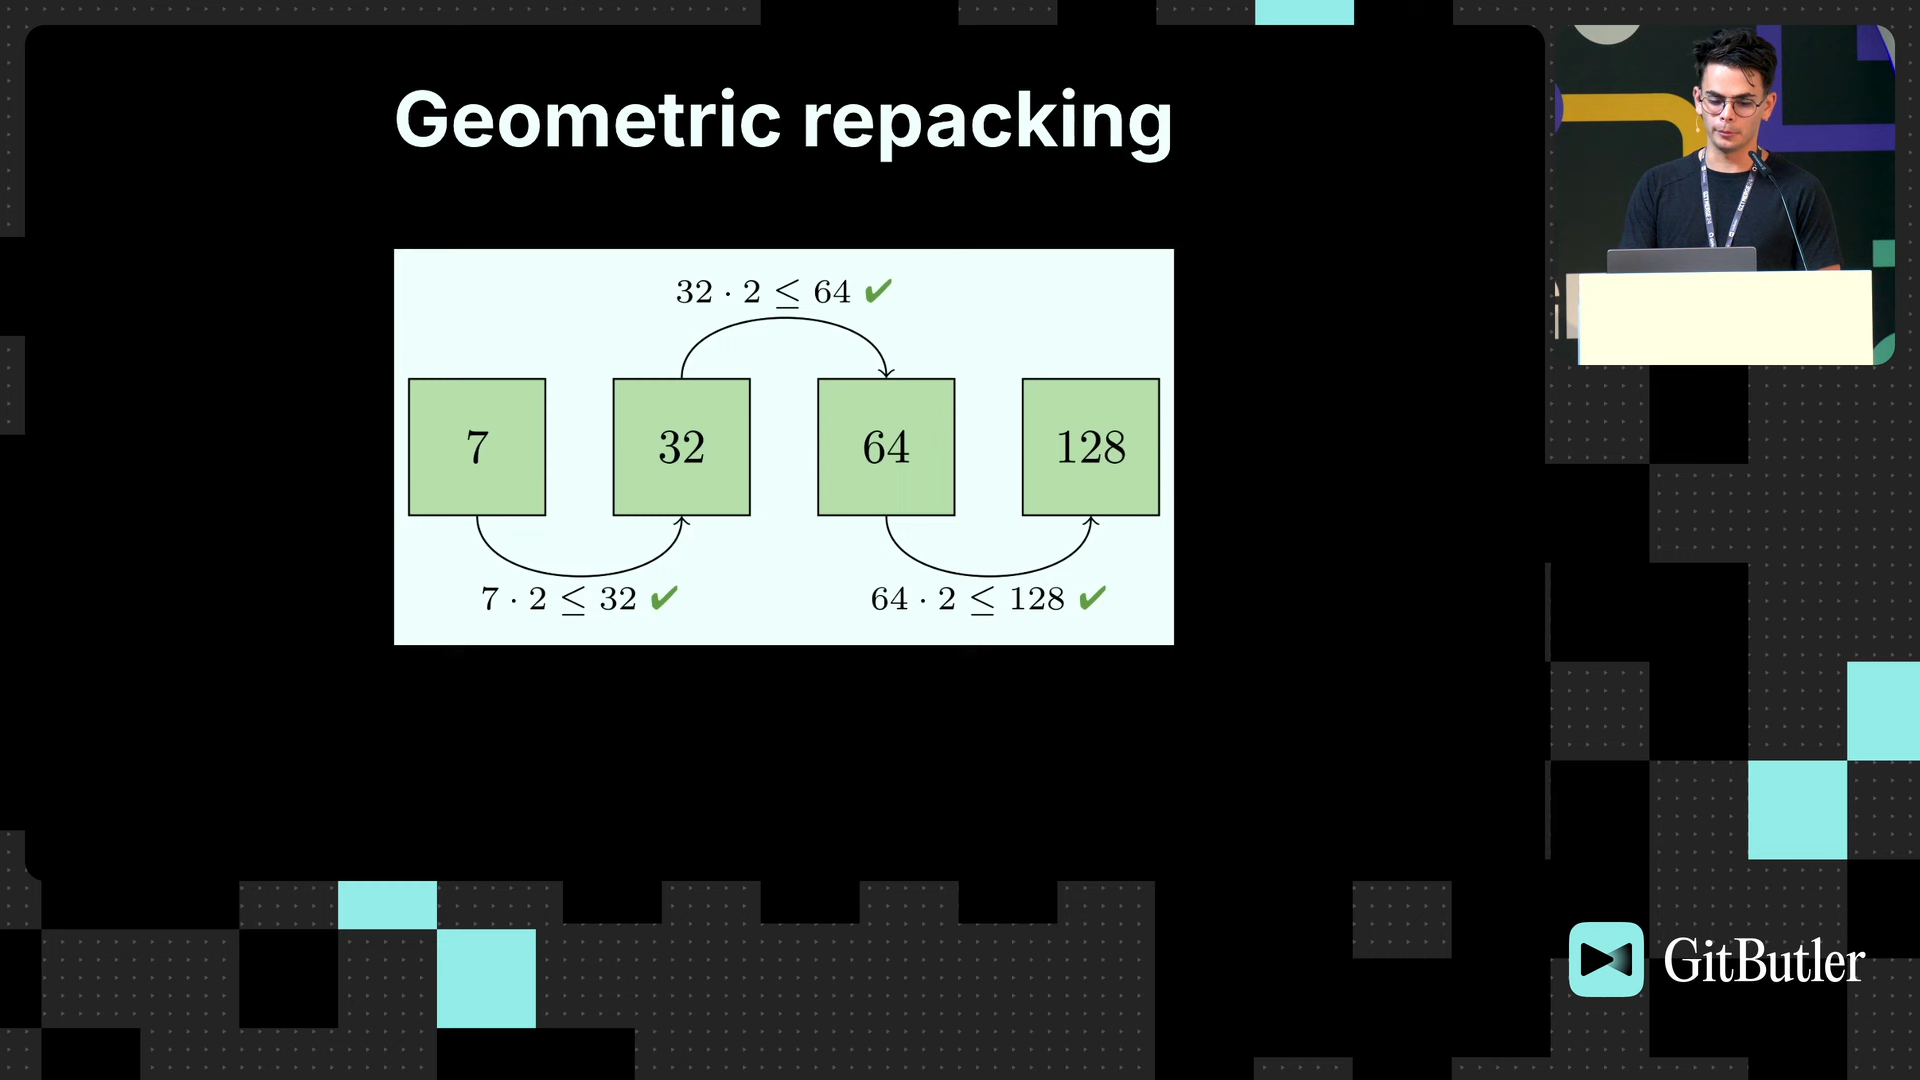 Geometric repacking
32 · 2 ≤ 64 ✔
7
32
64
128
7 · 2 ≤ 32 ✔
64 · 2 ≤ 128 ✔
GitButler